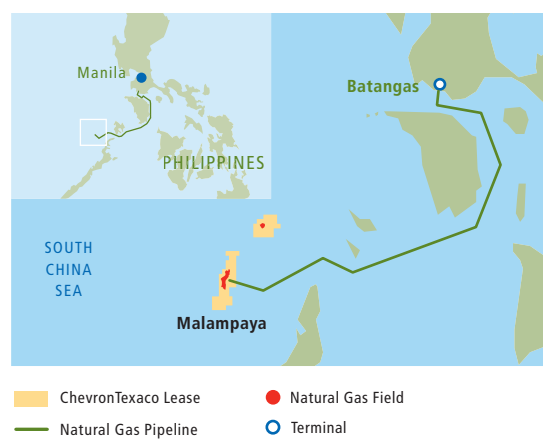 Manila
PHILIPPINES
Batangas
SOUTH
CHINA
SEA
Malampaya
ChevronTexaco Lease
Natural Gas Field
Natural Gas Pipeline
Terminal